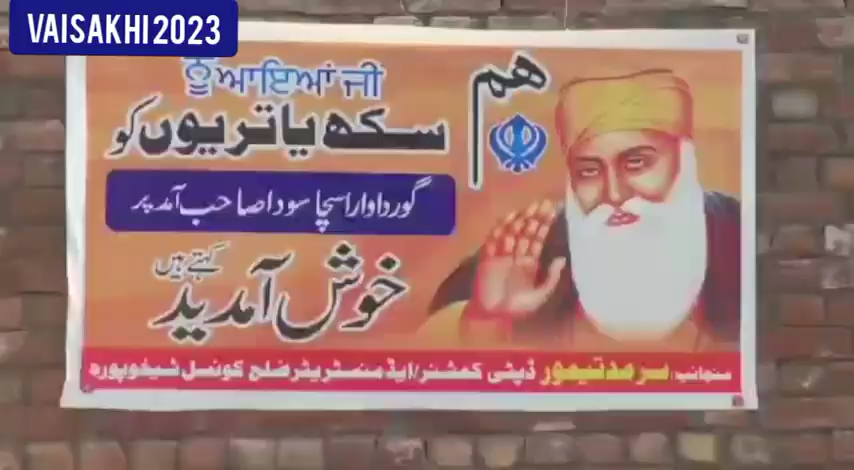 VAISAKHI 2023
ਨੂੰ ਆਇਆਂ ਜੀ
ہم
سکھ یاتریوں کو
گوردوارا سچا سودا صاحب آمد پر
خوش آمدید کہتے ہیں
منجانب: سرمد تیمور ڈپٹی کمشنر/ایڈمنسٹریٹر ضلع کونسل شیخوپورہ